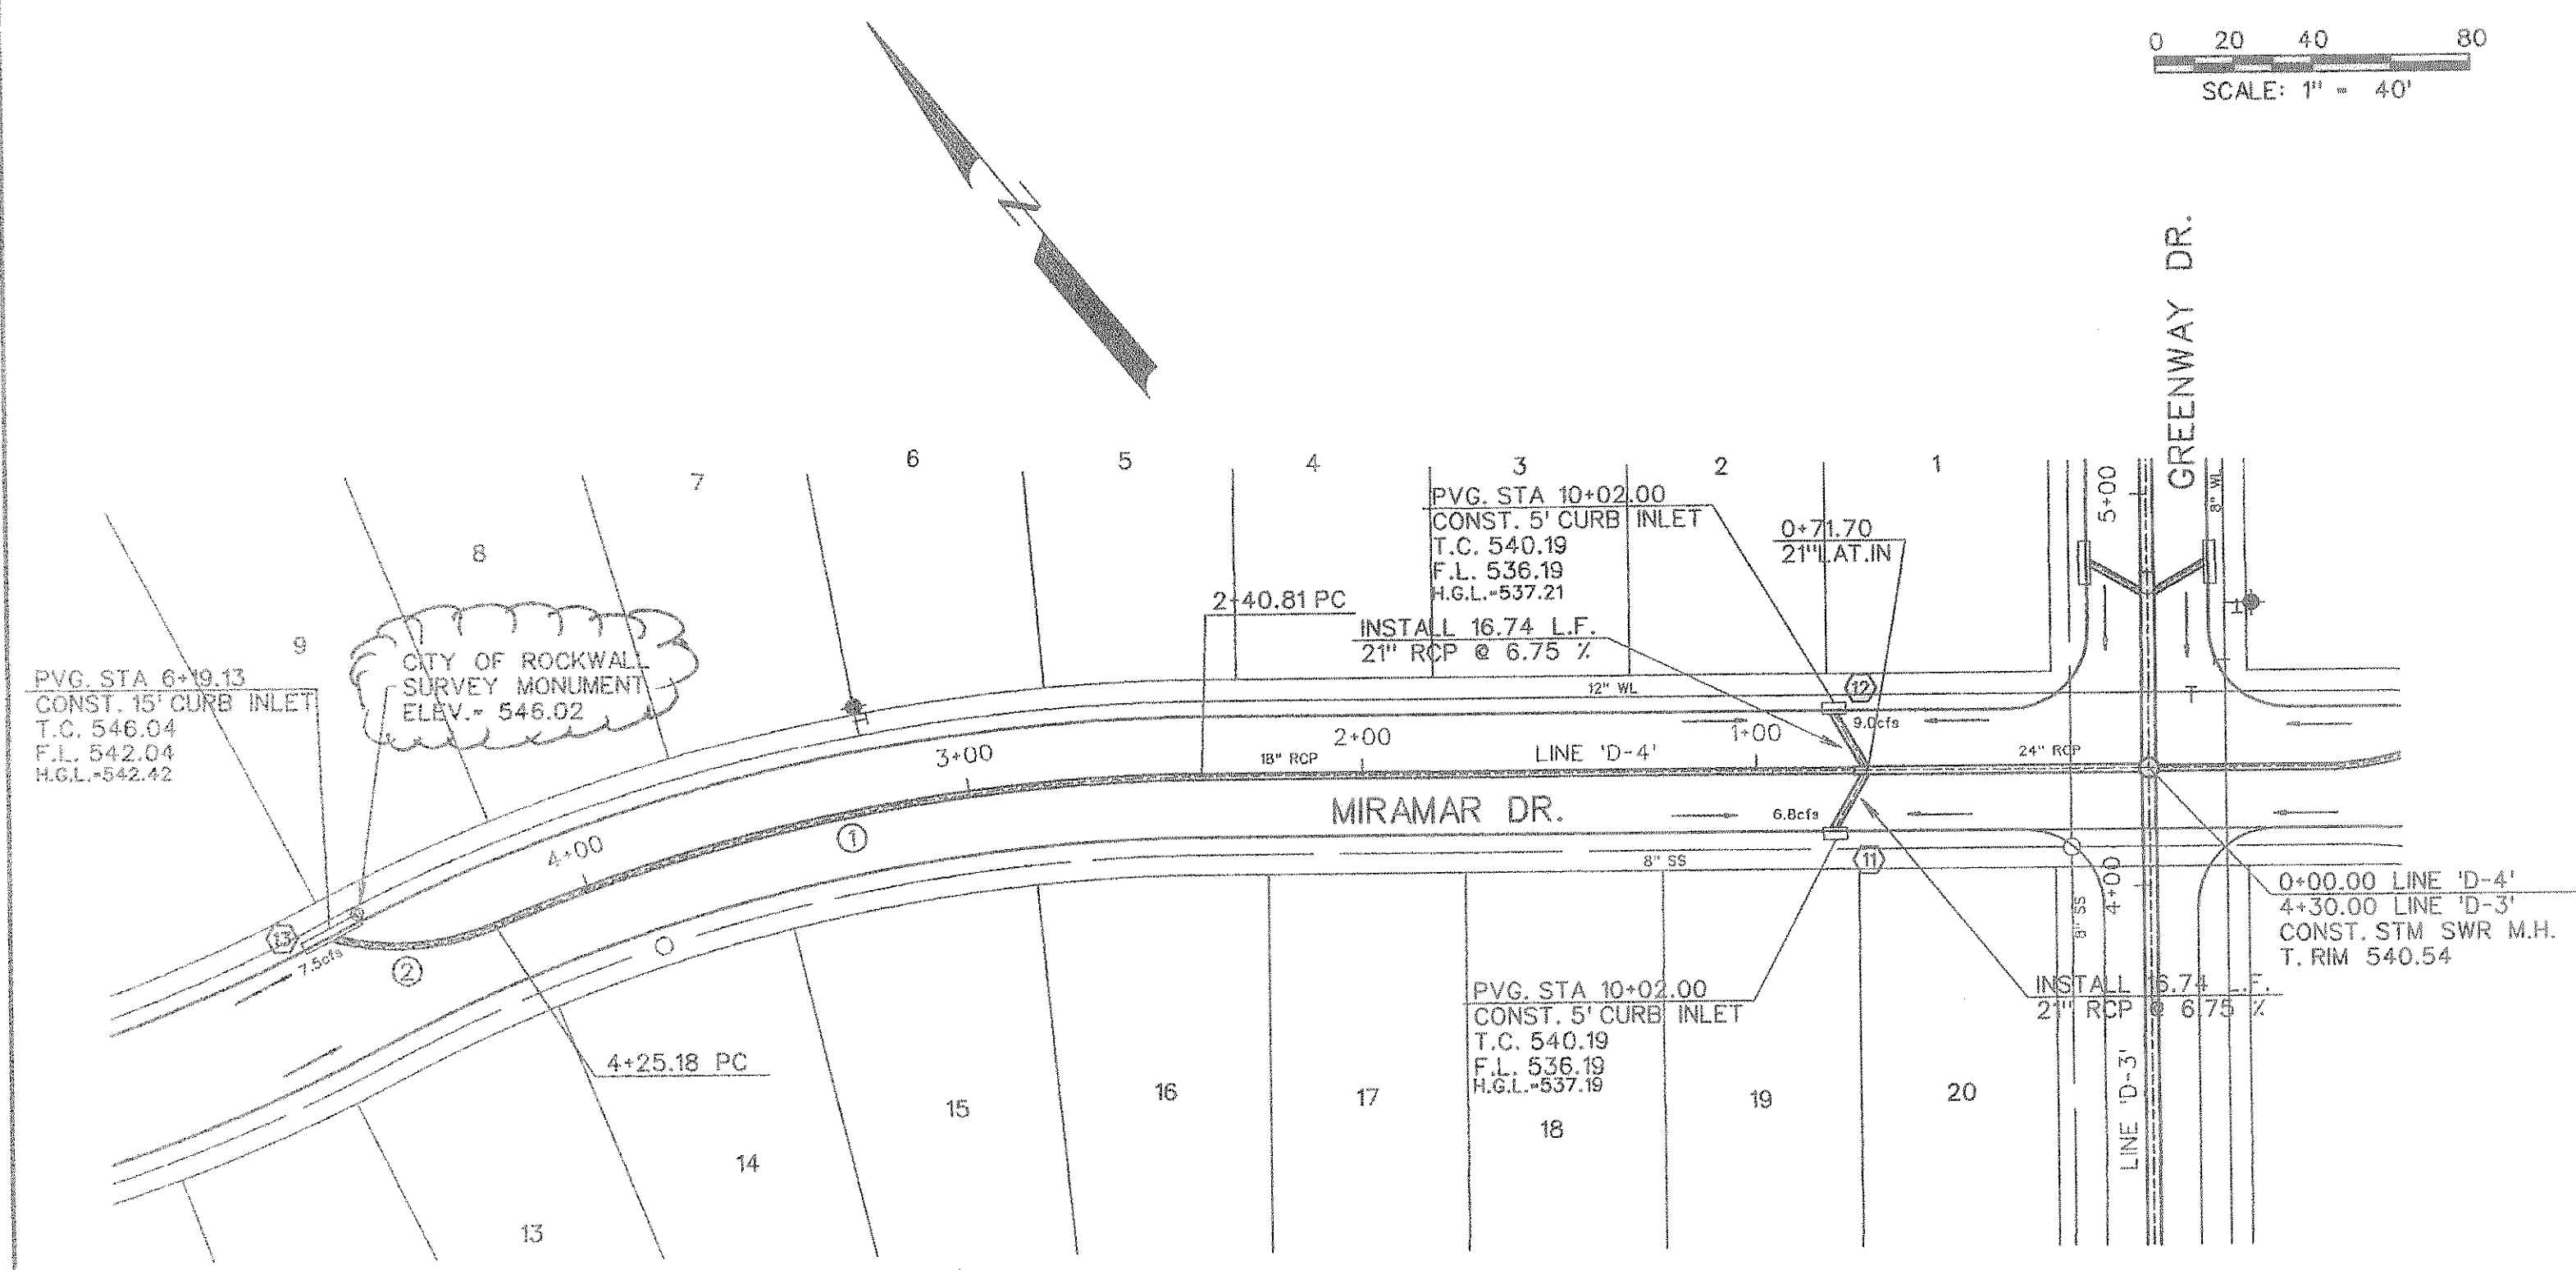 0 20 40 80
SCALE: 1" = 40'
N
GREENWAY DR.
6
5
4
3
2
1
7
8
9
PVG. STA 10+02.00
CONST. 5' CURB INLET
T.C. 540.19
F.L. 536.19
H.G.L.=537.21
0+71.70
21" LAT. IN
5+00
8" WL
2+40.81 PC
INSTALL 16.74 L.F.
21" RCP @ 6.75 %
CITY OF ROCKWALL
SURVEY MONUMENT
ELEV.= 546.02
PVG. STA 6+19.13
CONST. 15' CURB INLET
T.C. 546.04
F.L. 542.04
H.G.L.=542.42
12" WL
12
9.0cfs
T
3+00
2+00
1+00
18" RCP
LINE 'D-4'
24" RCP
MIRAMAR DR.
6.8cfs
1
4+00
8" SS
11
13
7.5cfs
2
8" SS
4+00
0+00.00 LINE 'D-4'
4+30.00 LINE 'D-3'
CONST. STM SWR M.H.
T. RIM 540.54
PVG. STA 10+02.00
CONST. 5' CURB INLET
T.C. 540.19
F.L. 536.19
H.G.L.=537.19
INSTALL 16.74 L.F.
21" RCP @ 6.75 %
4+25.18 PC
LINE 'D-3'
13
14
15
16
17
18
19
20